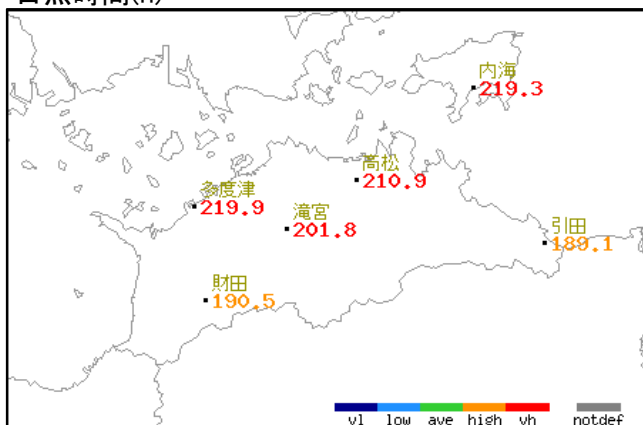 日照時間(h)
内海
219.3
高松
210.9
多度津
219.9
滝宮
201.8
引田
189.1
財田
190.5
vl low ave high vh notdef